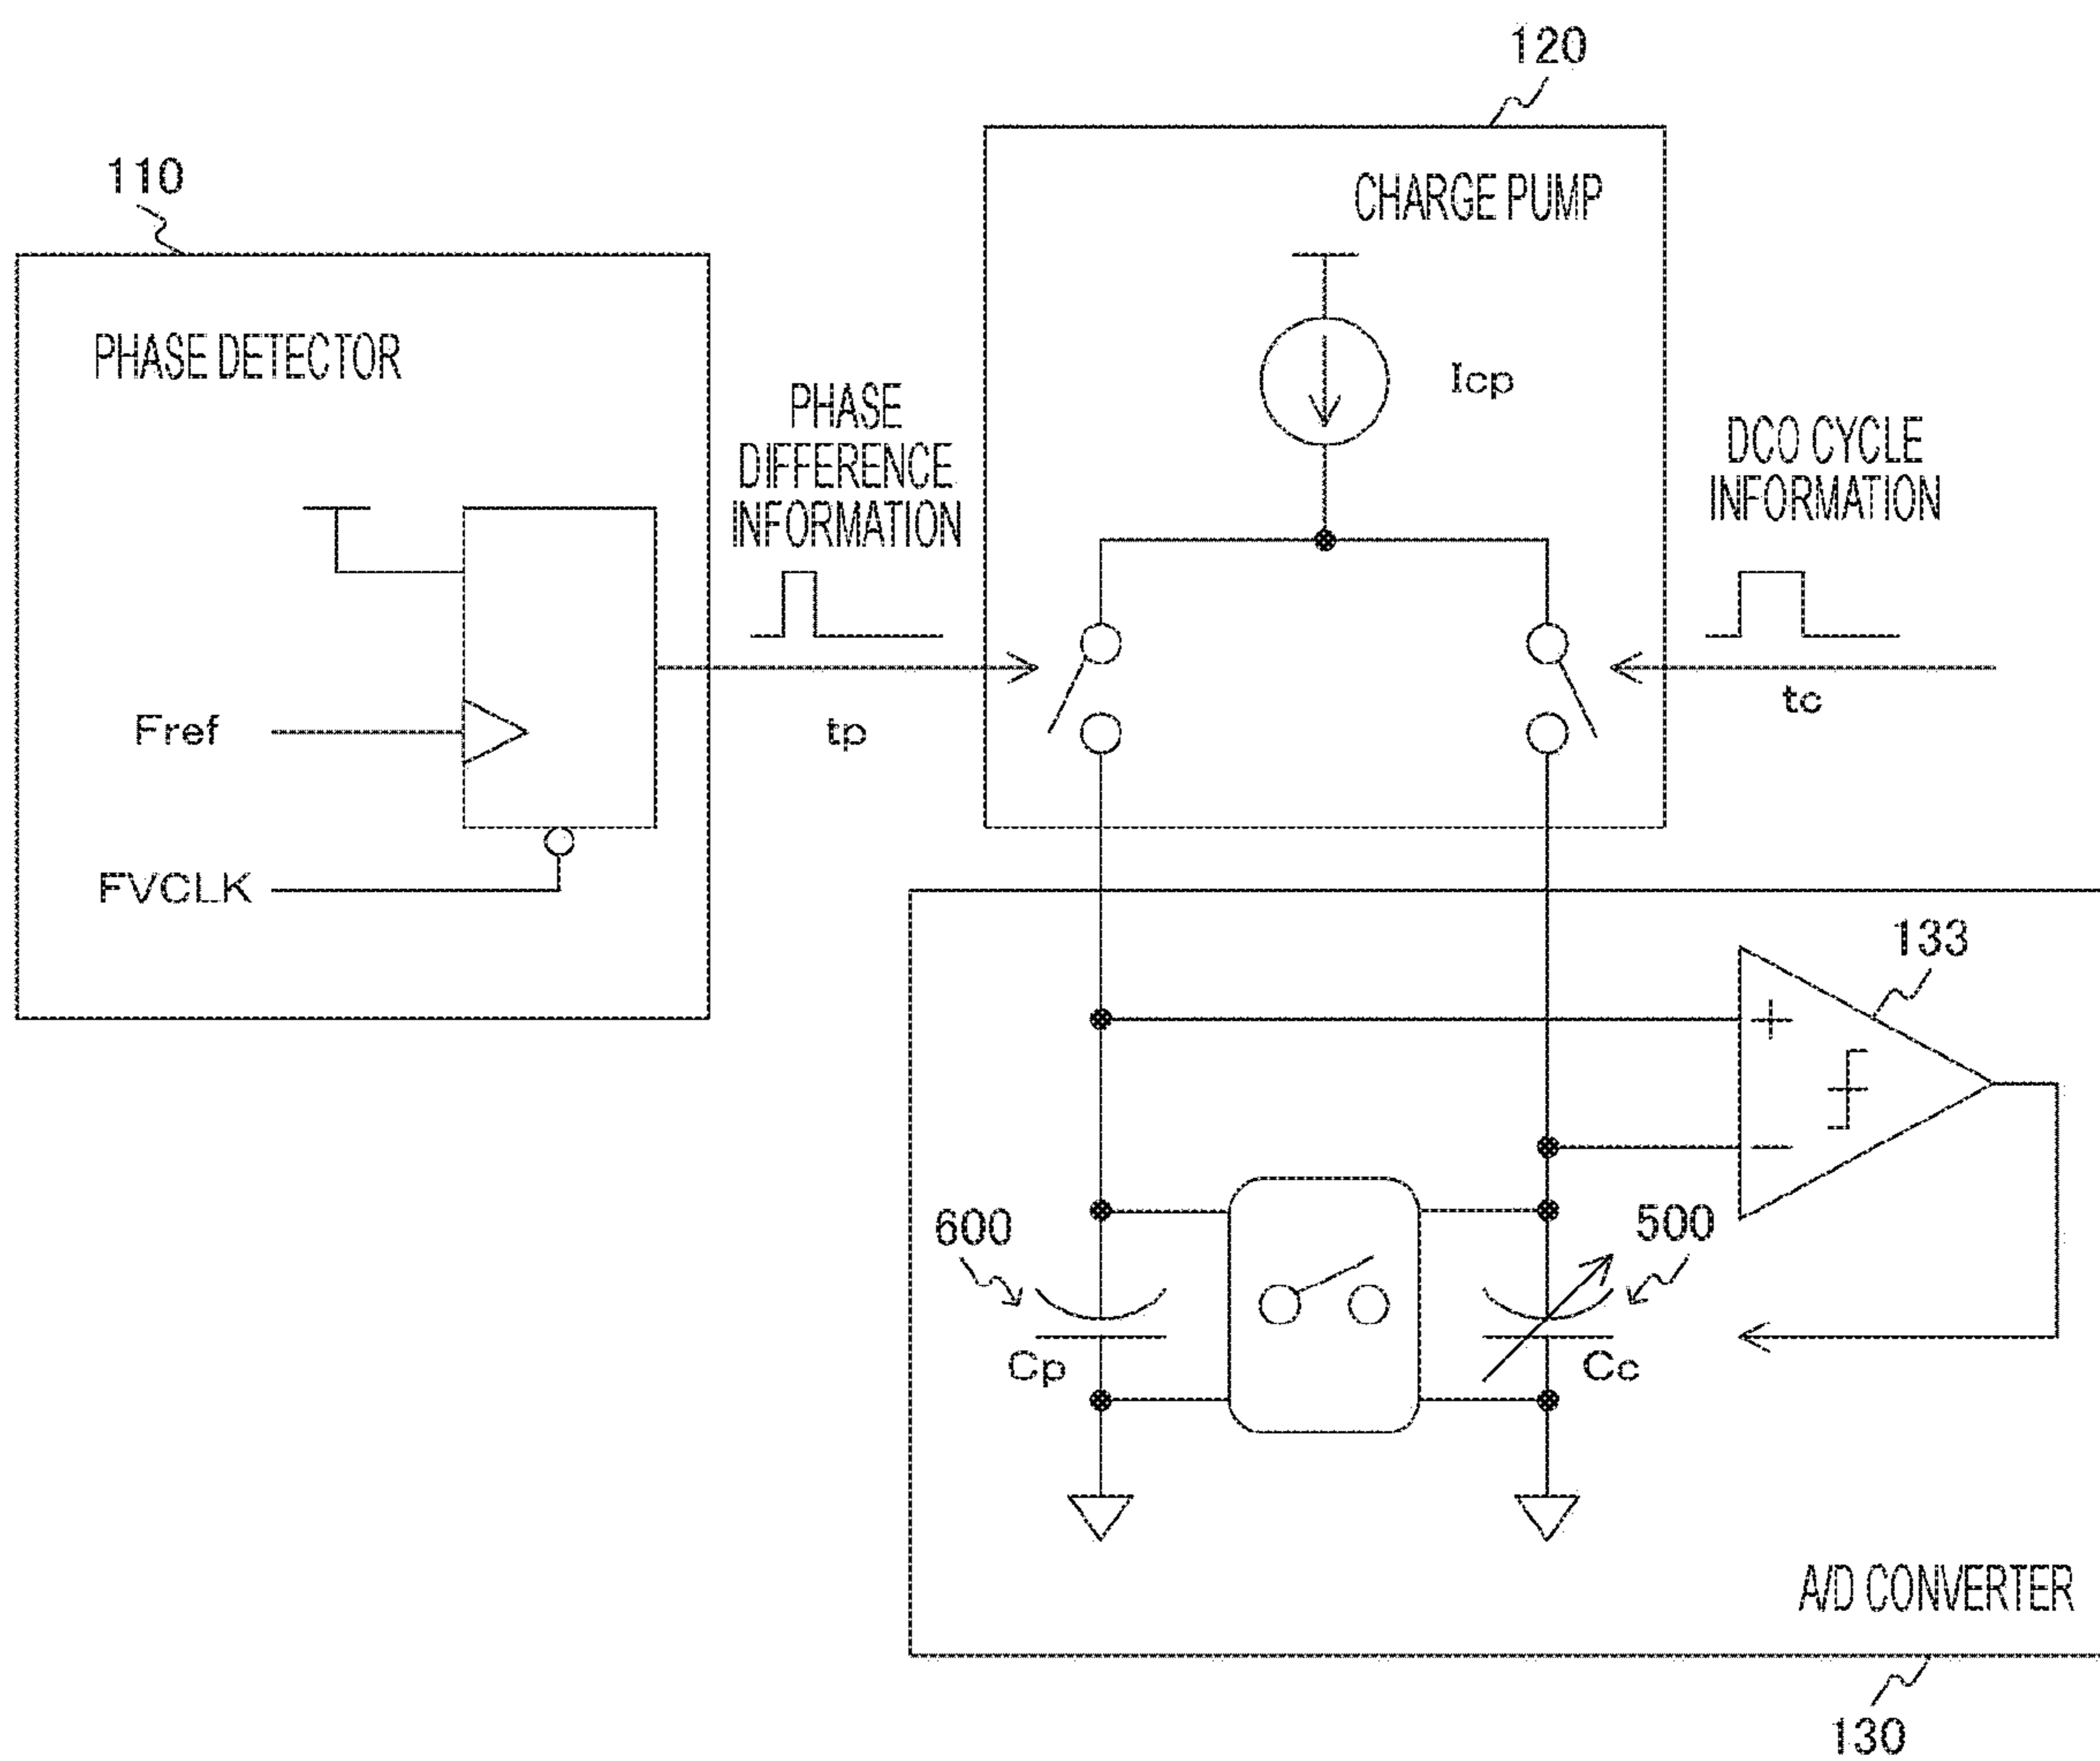 120
110
CHARGE PUMP
PHASE DETECTOR
Icp
PHASE
DIFFERENCE
INFORMATION
DCO CYCLE
INFORMATION
Fref
tp
tc
FVCLK
133
+
−
600
500
Cp
Cc
A/D CONVERTER
130